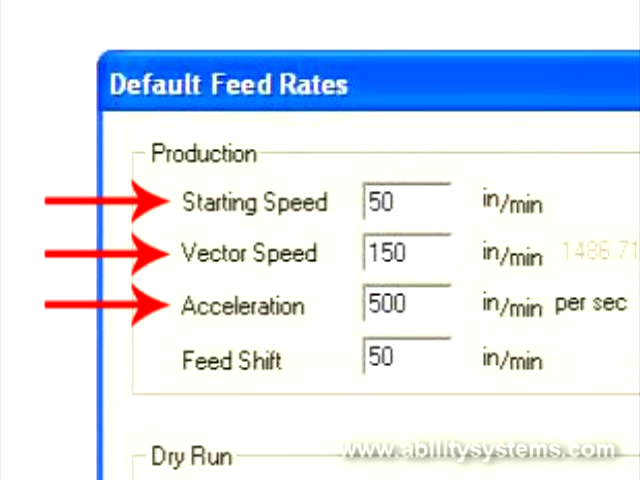 Default Feed Rates
Production
Starting Speed 50 in/min
Vector Speed 150 in/min 1486.71
Acceleration 500 in/min per sec
Feed Shift 50 in/min
Dry Run
www.abilitysystems.com